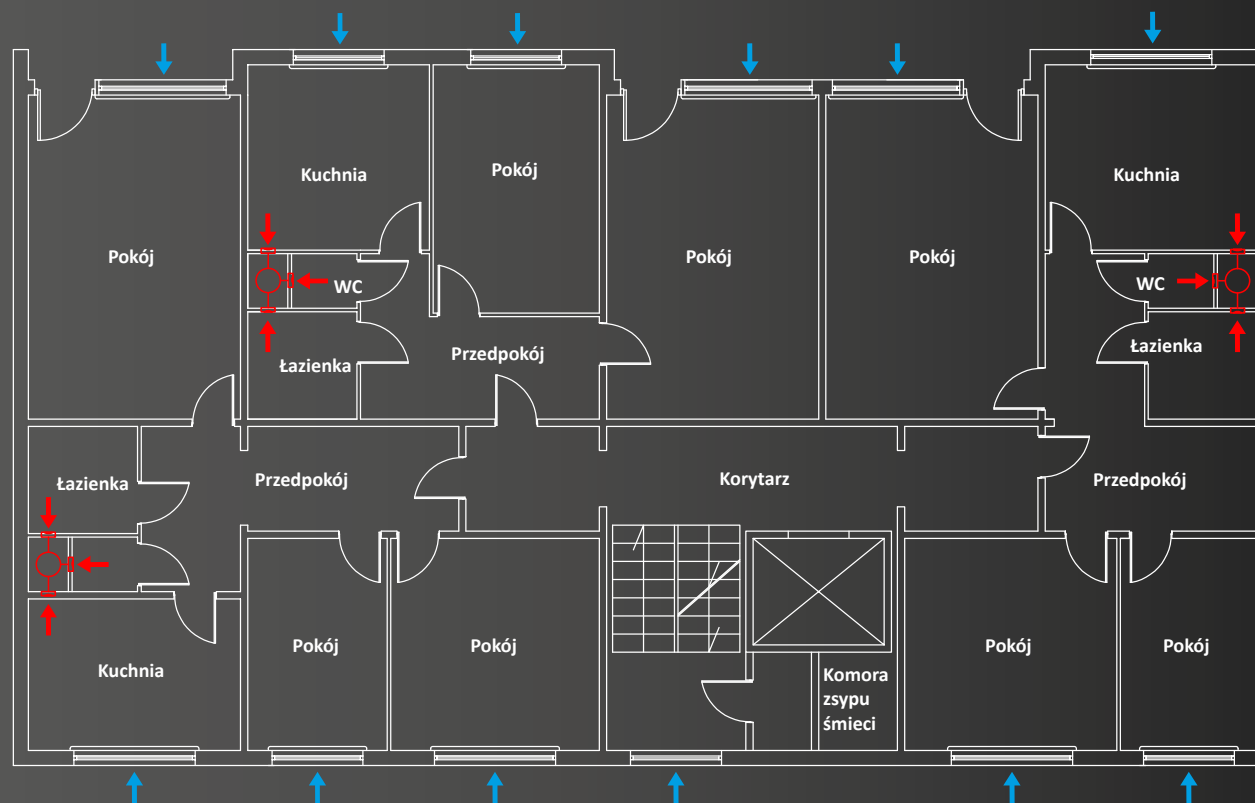 Kuchnia
Pokój
Kuchnia
Pokój
Pokój
Pokój
WC
WC
Przedpokój
Łazienka
Łazienka
Łazienka
Przedpokój
Korytarz
Przedpokój
Kuchnia
Pokój
Pokój
Komora
zsypu
śmieci
Pokój
Pokój